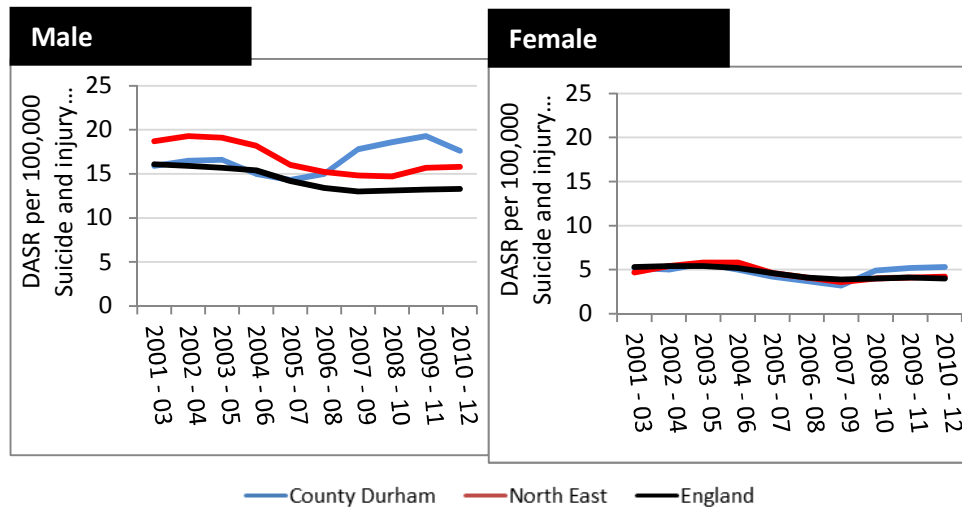 Male
DASR per 100,000
Suicide and injury...
25
20
15
10
5
0
2001 - 03
2002 - 04
2003 - 05
2004 - 06
2005 - 07
2006 - 08
2007 - 09
2008 - 10
2009 - 11
2010 - 12
Female
DASR per 100,000
Suicide and injury...
25
20
15
10
5
0
2001 - 03
2002 - 04
2003 - 05
2004 - 06
2005 - 07
2006 - 08
2007 - 09
2008 - 10
2009 - 11
2010 - 12
County Durham North East England